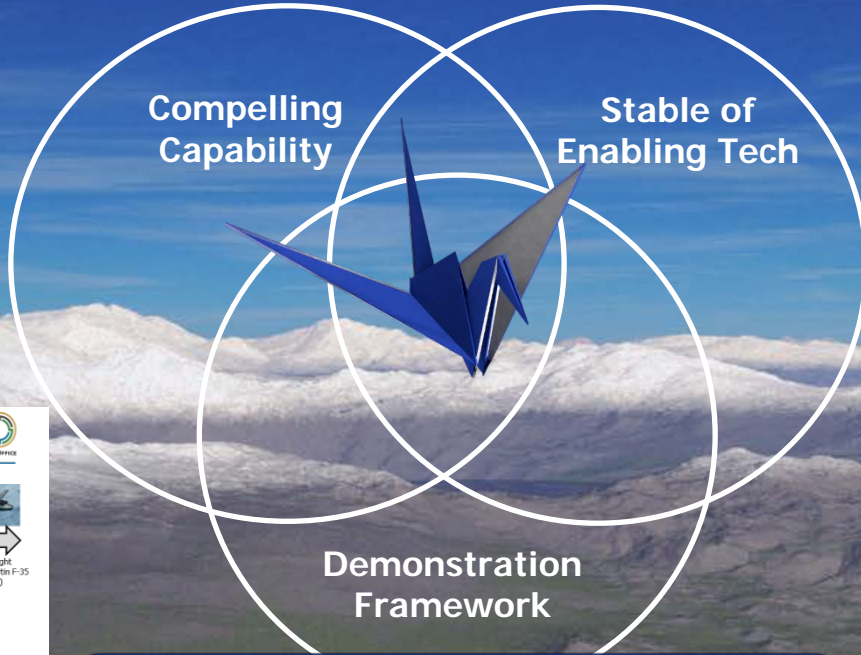 Compelling
Capability
Stable of
Enabling Tech
Demonstration
Framework